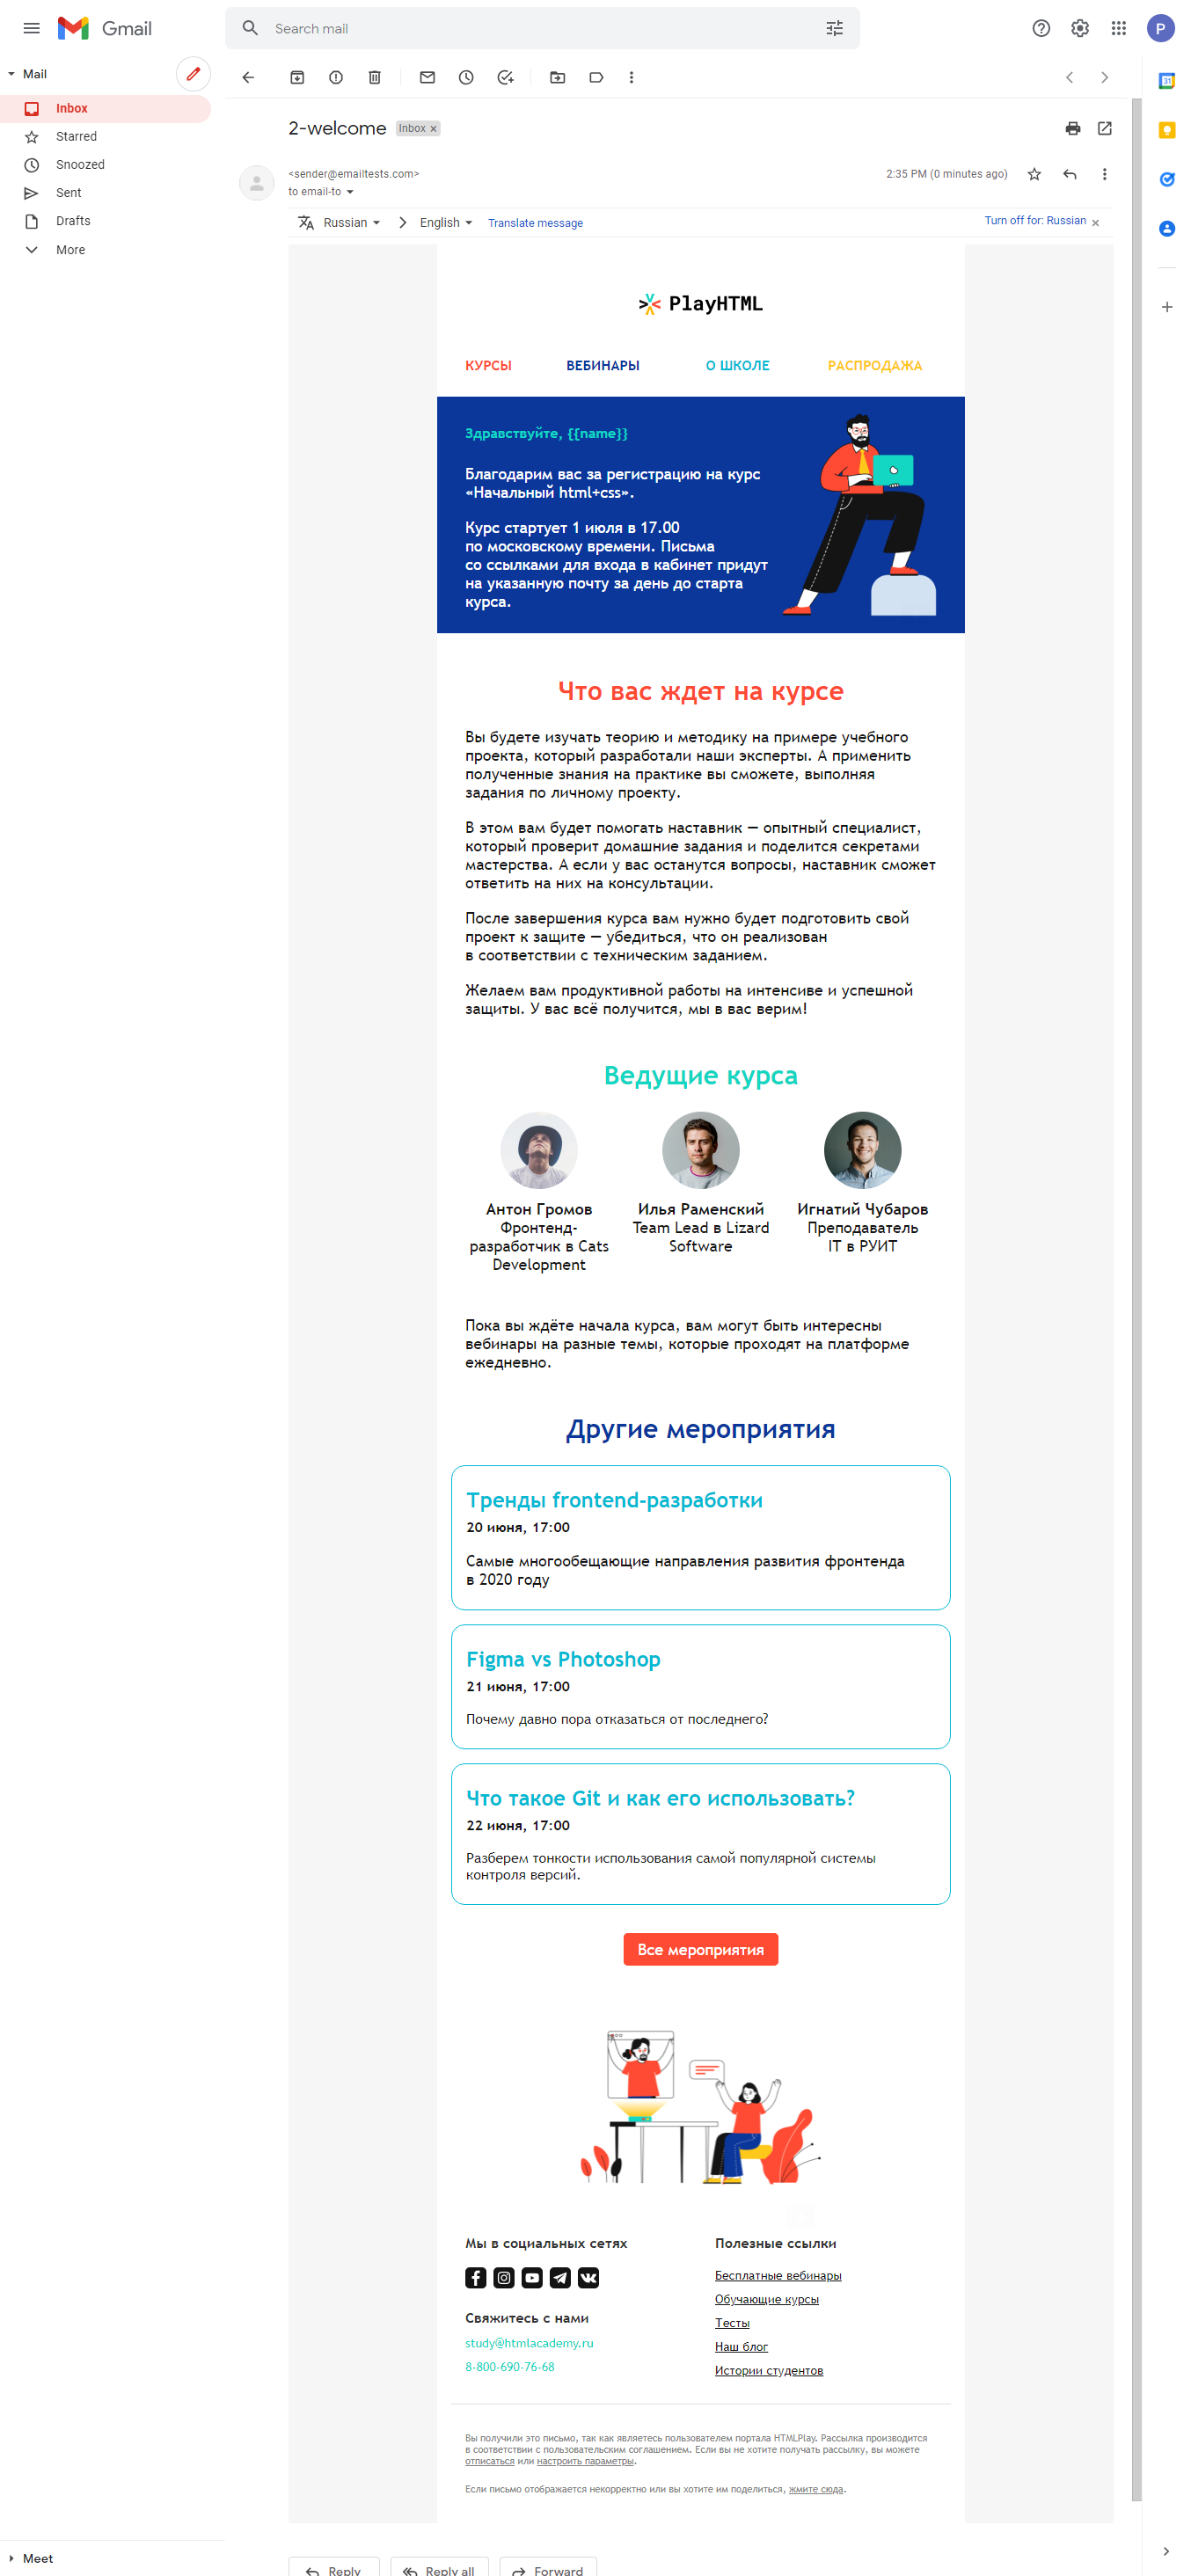 Gmail
Search mail
P
Mail
Inbox
Starred
Snoozed
Sent
Drafts
More
31
2-welcome
Inbox ×
<sender@emailtests.com>
2:35 PM (0 minutes ago)
to email-to
Russian
English
Translate message
Turn off for: Russian ×
PlayHTML
КУРСЫ
ВЕБИНАРЫ
О ШКОЛЕ
РАСПРОДАЖА
Здравствуйте, {{name}}
Благодарим вас за регистрацию на курс
«Начальный html+css».
Курс стартует 1 июля в 17.00
по московскому времени. Письма
со ссылками для входа в кабинет придут
на указанную почту за день до старта
курса.
Что вас ждет на курсе
Вы будете изучать теорию и методику на примере учебного
проекта, который разработали наши эксперты. А применить
полученные знания на практике вы сможете, выполняя
задания по личному проекту.
В этом вам будет помогать наставник — опытный специалист,
который проверит домашние задания и поделится секретами
мастерства. А если у вас останутся вопросы, наставник сможет
ответить на них на консультации.
После завершения курса вам нужно будет подготовить свой
проект к защите — убедиться, что он реализован
в соответствии с техническим заданием.
Желаем вам продуктивной работы на интенсиве и успешной
защиты. У вас всё получится, мы в вас верим!
Ведущие курса
Антон Громов
Фронтенд-
разработчик в Cats
Development
Илья Раменский
Team Lead в Lizard
Software
Игнатий Чубаров
Преподаватель
IT в РУИТ
Пока вы ждёте начала курса, вам могут быть интересны
вебинары на разные темы, которые проходят на платформе
ежедневно.
Другие мероприятия
Тренды frontend-разработки
20 июня, 17:00
Самые многообещающие направления развития фронтенда
в 2020 году
Figma vs Photoshop
21 июня, 17:00
Почему давно пора отказаться от последнего?
Что такое Git и как его использовать?
22 июня, 17:00
Разберем тонкости использования самой популярной системы
контроля версий.
Все мероприятия
Мы в социальных сетях
Свяжитесь с нами
study@htmlacademy.ru
8-800-690-76-68
Полезные ссылки
Бесплатные вебинары
Обучающие курсы
Тесты
Наш блог
Истории студентов
Вы получили это письмо, так как являетесь пользователем портала HTMLPlay. Рассылка производится
в соответствии с пользовательским соглашением. Если вы не хотите получать рассылку, вы можете
отписаться или настроить параметры.
Если письмо отображается некорректно или вы хотите им поделиться, жмите сюда.
Meet
Reply
Reply all
Forward